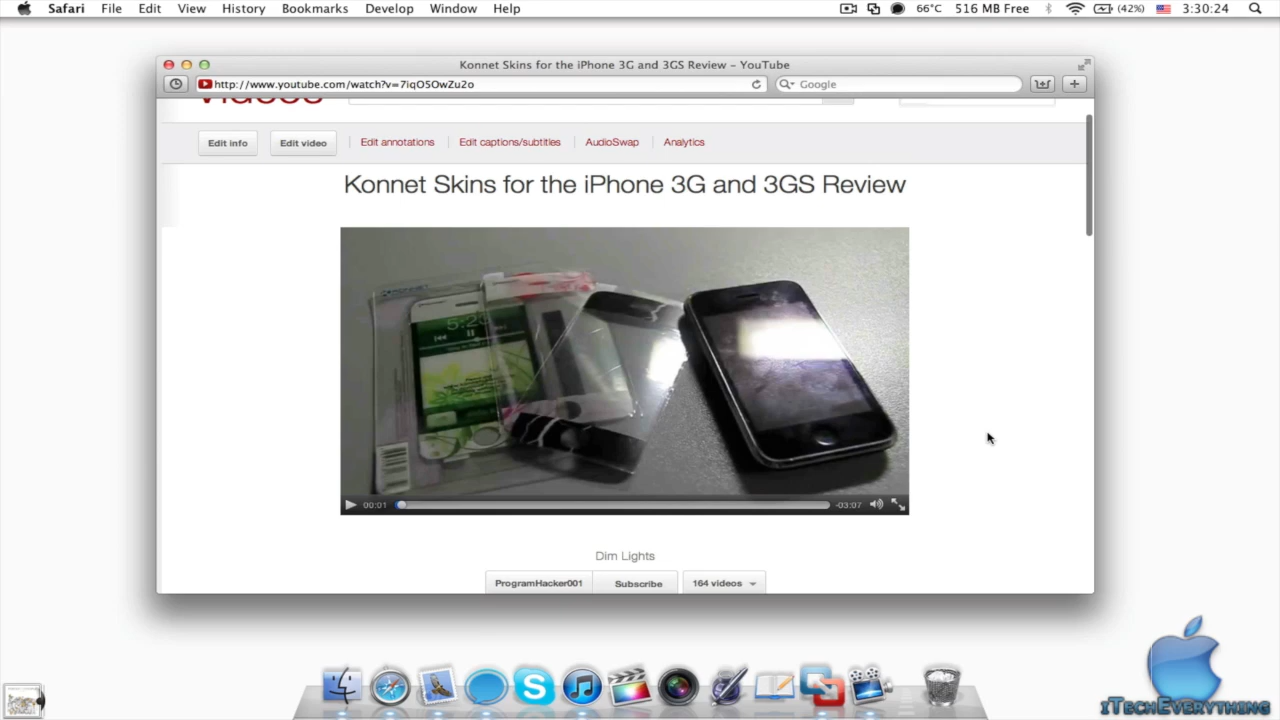 Safari File Edit View History Bookmarks Develop Window Help 66°C 516 MB Free (42%) 3:30:24
Konnet Skins for the iPhone 3G and 3GS Review – YouTube
http://www.youtube.com/watch?v=7iqO5OwZu2o Google
Videos
Edit info Edit video Edit annotations Edit captions/subtitles AudioSwap Analytics
Konnet Skins for the iPhone 3G and 3GS Review
00:01 -03:07
Dim Lights
ProgramHacker001 Subscribe 164 videos
iTechEverything